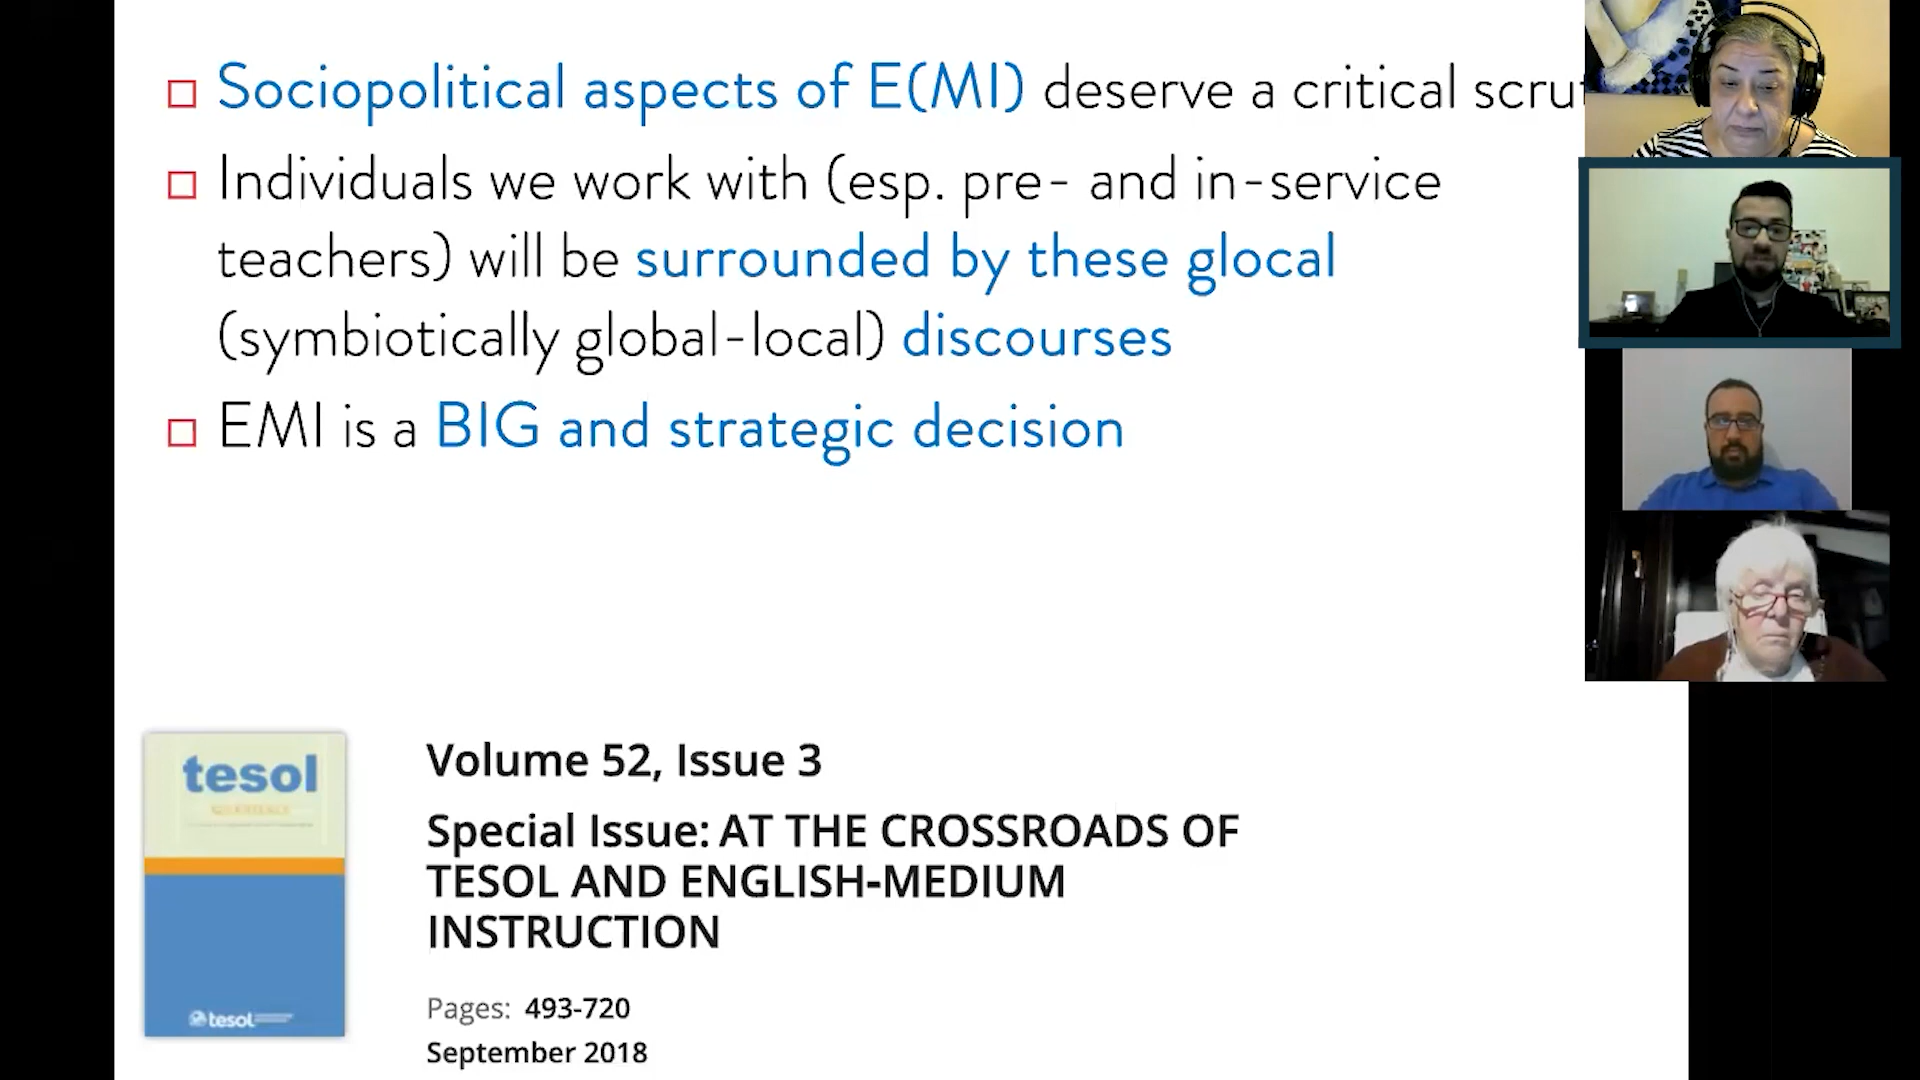 Sociopolitical aspects of E(MI) deserve a critical
Individuals we work with (esp. pre- and in-service
teachers) will be surrounded by these glocal
(symbiotically global-local) discourses
EMI is a BIG and strategic decision
tesol
Volume 52, Issue 3
Special Issue: AT THE CROSSROADS OF
TESOL AND ENGLISH-MEDIUM
INSTRUCTION
Pages: 493-720
September 2018
tesol